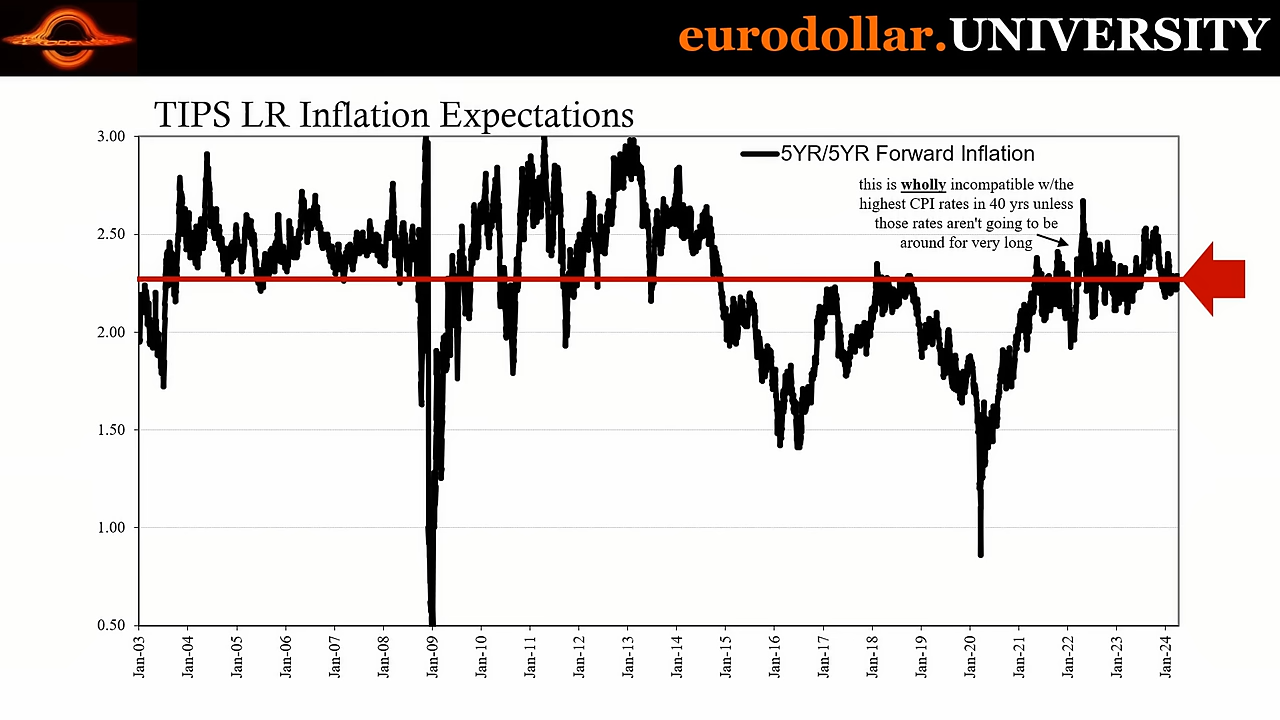 eurodollar.UNIVERSITY
TIPS LR Inflation Expectations
5YR/5YR Forward Inflation
this is wholly incompatible w/the
highest CPI rates in 40 yrs unless
those rates aren't going to be
around for very long
3.00
2.50
2.00
1.50
1.00
0.50
Jan-03
Jan-04
Jan-05
Jan-06
Jan-07
Jan-08
Jan-09
Jan-10
Jan-11
Jan-12
Jan-13
Jan-14
Jan-15
Jan-16
Jan-17
Jan-18
Jan-19
Jan-20
Jan-21
Jan-22
Jan-23
Jan-24